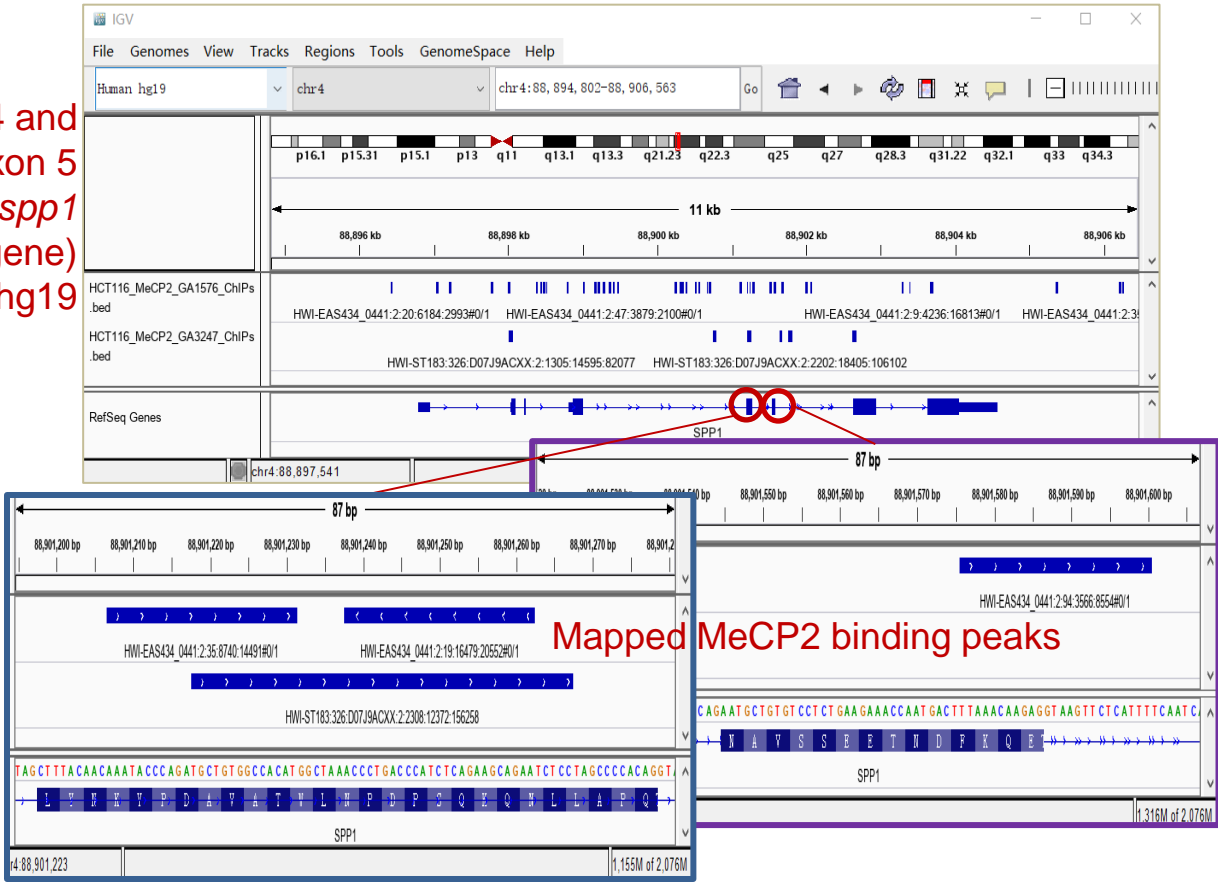 IGV
File Genomes View Tracks Regions Tools GenomeSpace Help
Human hg19 chr4 chr4:88,894,802-88,906,563 Go
4 and
xon 5
spp1
gene)
hg19
p16.1 p15.31 p15.1 p13 q11 q13.1 q13.3 q21.23 q22.3 q25 q27 q28.3 q31.22 q32.1 q33 q34.3
11 kb
88,896 kb 88,898 kb 88,900 kb 88,902 kb 88,904 kb 88,906 kb
HCT116_MeCP2_GA1576_ChIPs
.bed
HWI-EAS434_0441:2:20:6184:2993#0/1 HWI-EAS434_0441:2:47:3879:2100#0/1 HWI-EAS434_0441:2:9:4236:16813#0/1 HWI-EAS434_0441:2:3
HCT116_MeCP2_GA3247_ChIPs
.bed
HWI-ST183:326:D07J9ACXX:2:1305:14595:82077 HWI-ST183:326:D07J9ACXX:2:2202:18405:106102
RefSeq Genes
SPP1
chr4:88,897,541
87 bp
88,901,550 bp 88,901,560 bp 88,901,570 bp 88,901,580 bp 88,901,590 bp 88,901,600 bp
HWI-EAS434_0441:2:94:3566:8554#0/1
CAGAATGCTGTGTCCTCTGAAGAAACCAATGACTTTAAACAAGAGGTAAGTTCTCATTTTCAATC
N A V S S E E T N D F K Q E
SPP1
1.316M of 2.076M
87 bp
88,901,200 bp 88,901,210 bp 88,901,220 bp 88,901,230 bp 88,901,240 bp 88,901,250 bp 88,901,260 bp 88,901,270 bp 88,901,2
HWI-EAS434_0441:2:35:8740:14491#0/1 HWI-EAS434_0441:2:19:16479:20552#0/1
HWI-ST183:326:D07J9ACXX:2:2308:12372:156258
Mapped MeCP2 binding peaks
TAGCTTTACAACAAATACCCAGATGCTGTGGCCACATGGCTAAACCCTGACCCATCTCAGAAGCAGAATCTCCTAGCCCCACAGGT
L Y N K Y P D A V A T W L N P D P S Q K Q N L L A P Q
SPP1
r4:88,901,223
1,155M of 2,076M